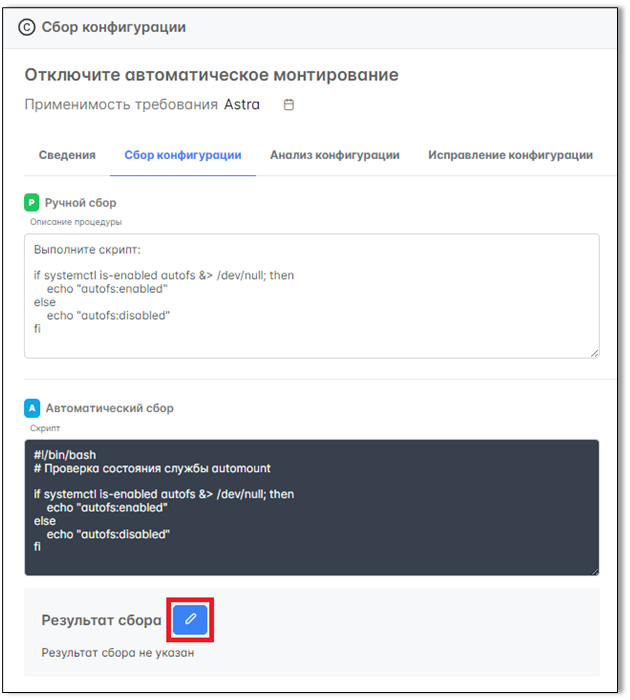 © Сбор конфигурации
Отключите автоматическое монтирование
Применимость требования Astra
Сведения Сбор конфигурации Анализ конфигурации Исправление конфигурации
Р Ручной сбор
Описание процедуры
Выполните скрипт:
if systemctl is-enabled autofs &> /dev/null; then
echo "autofs:enabled"
else
echo "autofs:disabled"
fi
А Автоматический сбор
Скрипт
#!/bin/bash
# Проверка состояния службы automount
if systemctl is-enabled autofs &> /dev/null; then
echo "autofs:enabled"
else
echo "autofs:disabled"
fi
Результат сбора
Результат сбора не указан